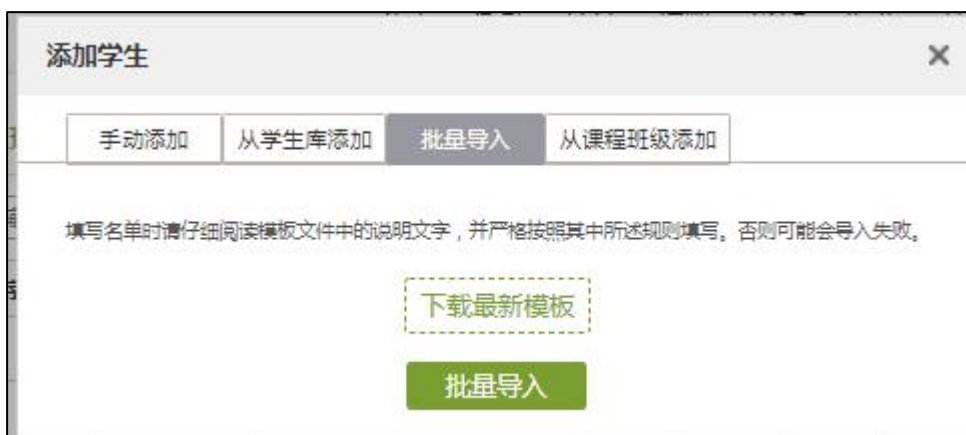 添加学生
手动添加 从学生库添加 批量导入 从课程班级添加
填写名单时请仔细阅读模板文件中的说明文字，并严格按照其中所述规则填写。否则可能会导入失败。
下载最新模板
批量导入